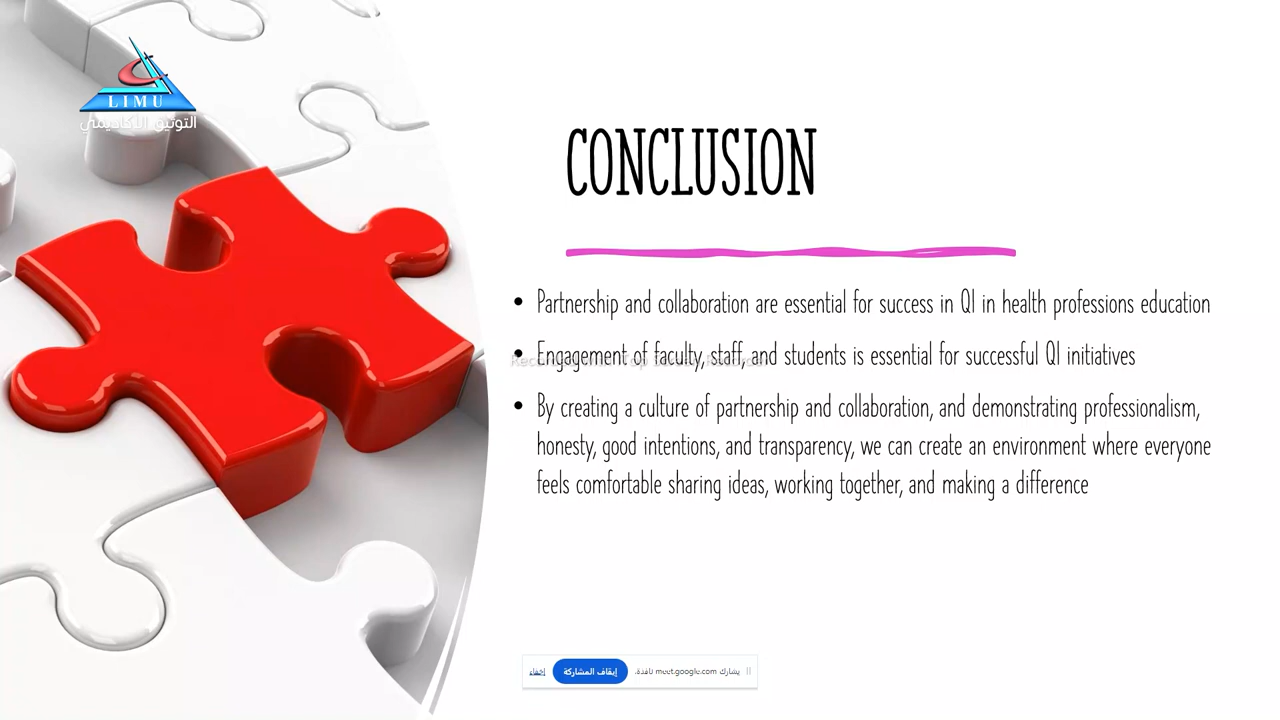 LIMU
التوثيق الأكاديمي
CONCLUSION
• Partnership and collaboration are essential for success in QI in health professions education
• Engagement of faculty, staff, and students is essential for successful QI initiatives
• By creating a culture of partnership and collaboration, and demonstrating professionalism,
honesty, good intentions, and transparency, we can create an environment where everyone
feels comfortable sharing ideas, working together, and making a difference
يشارك meet.google.com نافذة. إيقاف المشاركة إخفاء